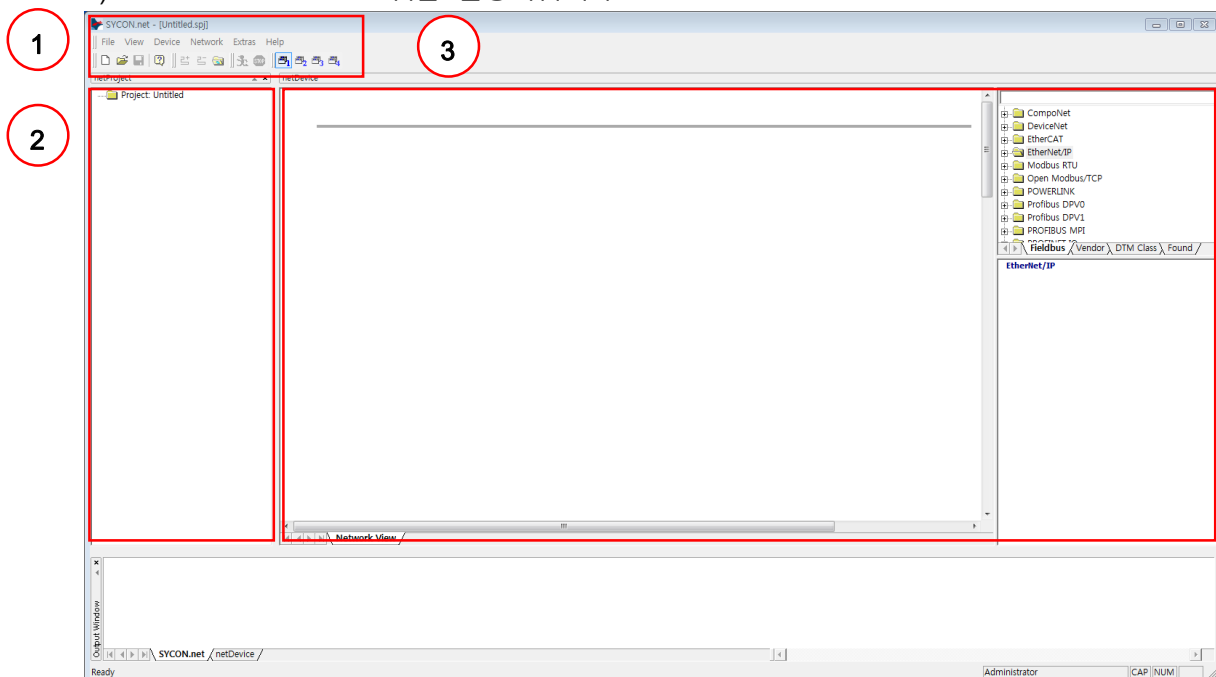 1
3
2
SYCON.net - [Untitled.spj]
File View Device Network Extras Help
netProject
netDevice
Project: Untitled
CompoNet
DeviceNet
EtherCAT
EtherNet/IP
Modbus RTU
Open Modbus/TCP
POWERLINK
Profibus DPV0
Profibus DPV1
PROFIBUS MPI
Fieldbus Vendor DTM Class Found
EtherNet/IP
Network View
Output Window
SYCON.net netDevice
Ready
Administrator
CAP NUM